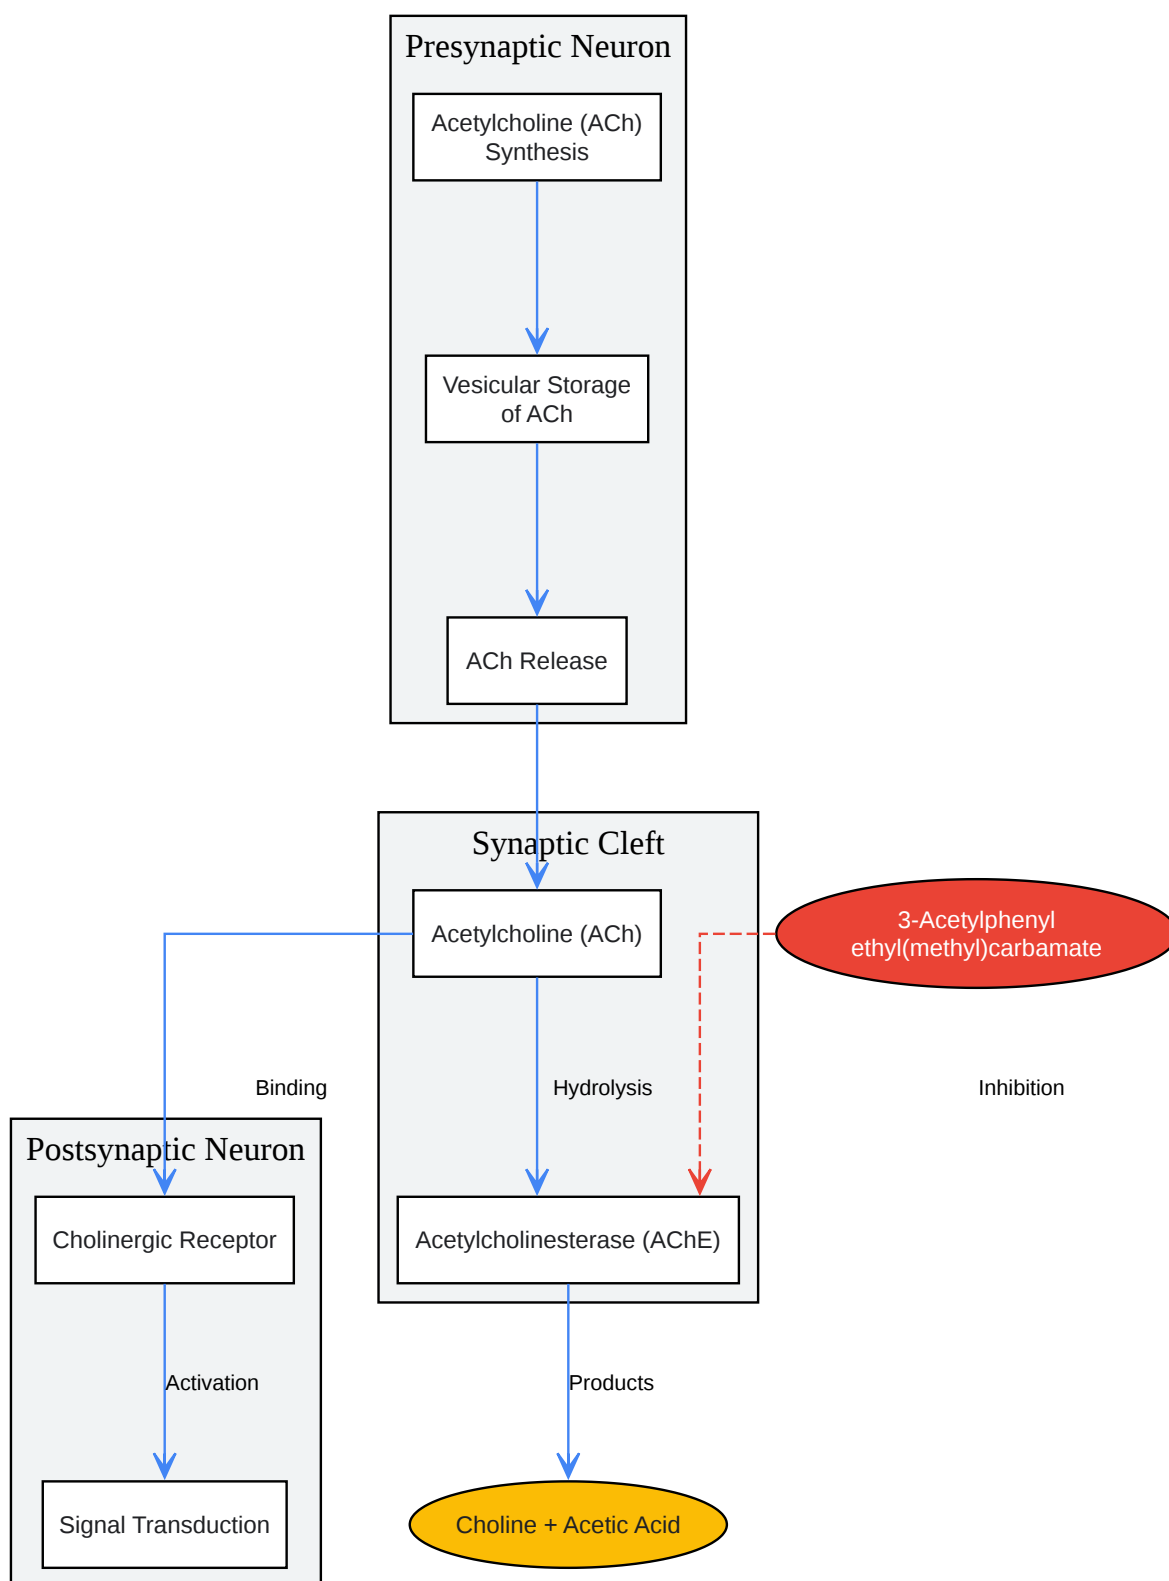 Presynaptic Neuron
Acetylcholine (ACh)
Synthesis
Vesicular Storage
of ACh
ACh Release
Synaptic Cleft
Acetylcholine (ACh)
3-Acetylphenyl
ethyl(methyl)carbamate
Binding
Hydrolysis
Inhibition
Postsynaptic Neuron
Cholinergic Receptor
Acetylcholinesterase (AChE)
Activation
Products
Signal Transduction
Choline + Acetic Acid